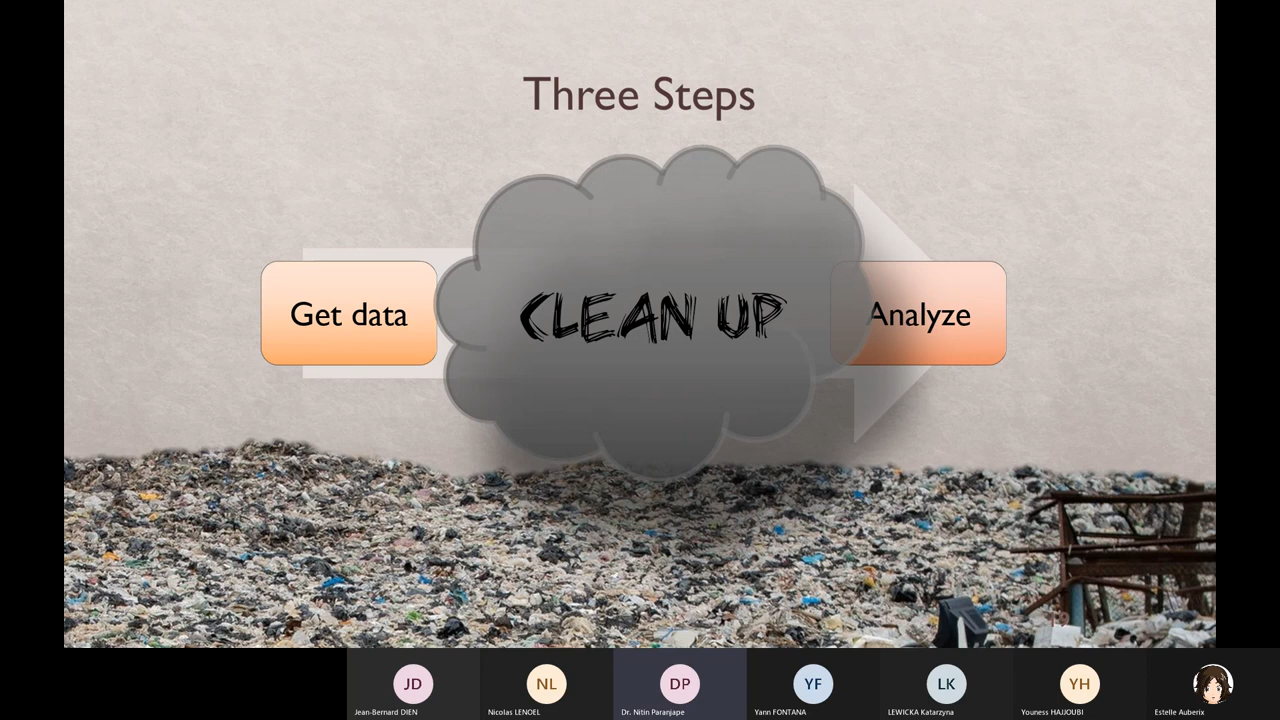 Three Steps
Get data
CLEAN UP
Analyze
JD
NL
DP
YF
LK
YH
Jean-Bernard DIEN
Nicolas LENOEL
Dr. Nitin Paranjape
Yann FONTANA
LEWICKA Katarzyna
Youness HAJJOUBI
Estelle Auberix